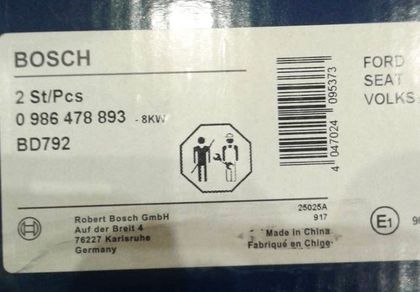 BOSCH
2 St/Pcs
0 986 478 893 - 8KW
BD792
4 047024 095373
FORD
SEAT
VOLKS
Robert Bosch GmbH
Auf der Breit 4
76227 Karlsruhe
Germany
25025A
917
Made in China
Fabriqué en Chine
E1